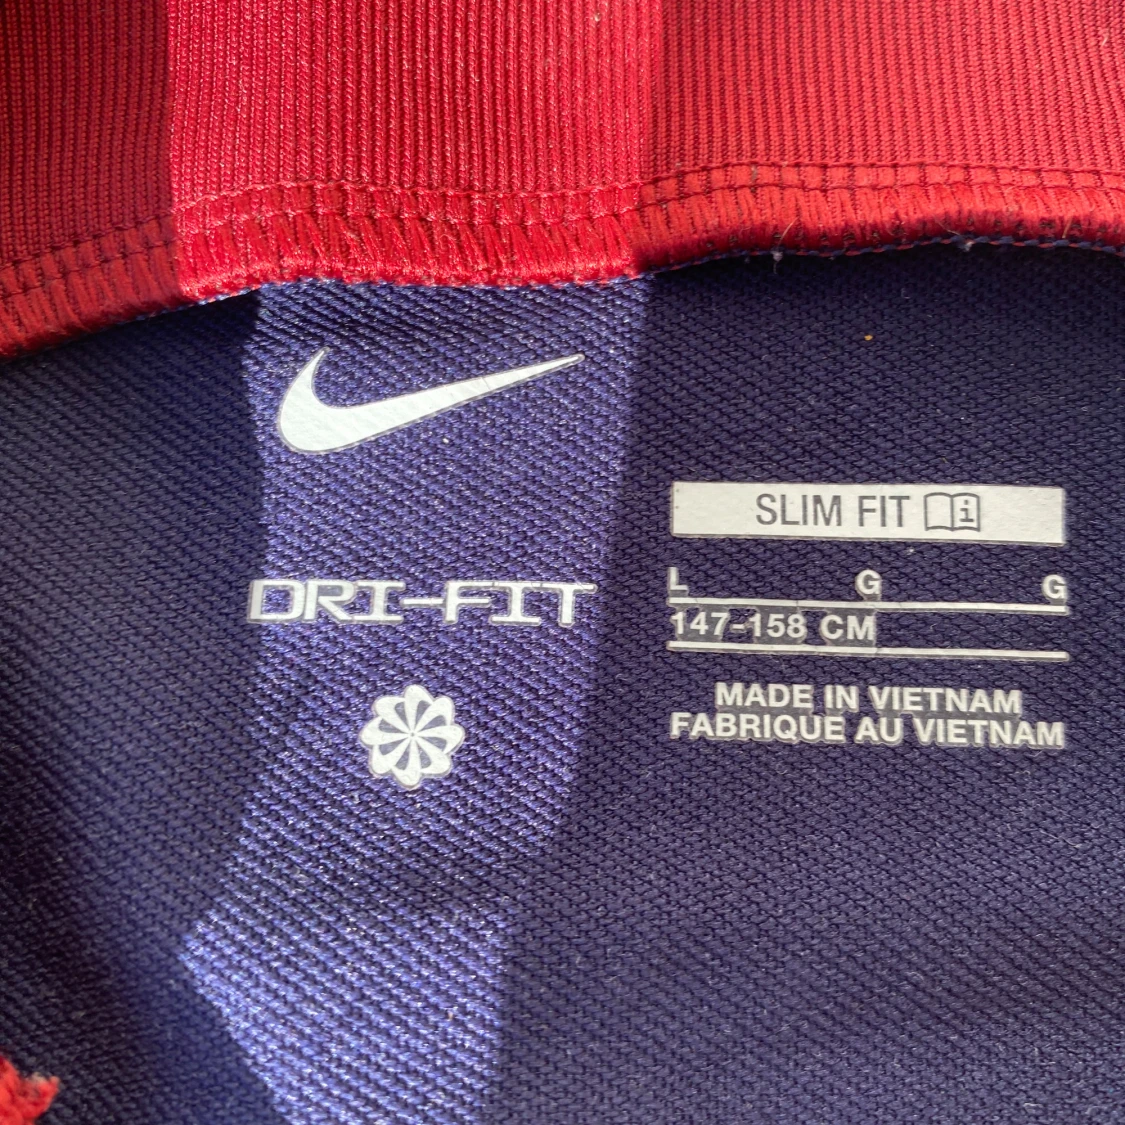 DRI-FIT
SLIM FIT
L G G
147-158 CM
MADE IN VIETNAM
FABRIQUE AU VIETNAM